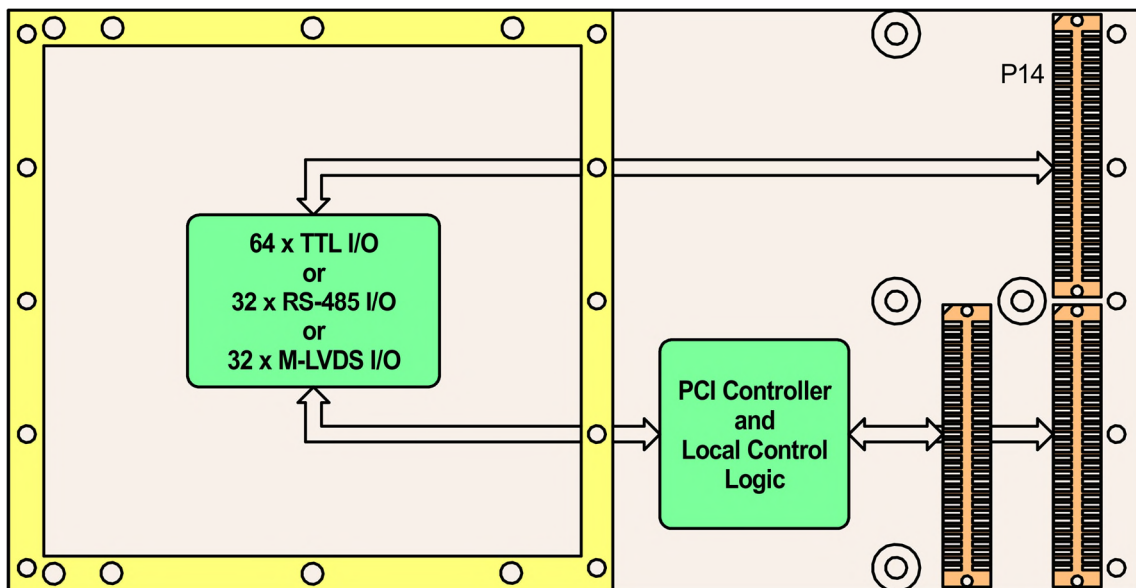 P14
64 x TTL I/O
or
32 x RS-485 I/O
or
32 x M-LVDS I/O
PCI Controller
and
Local Control
Logic